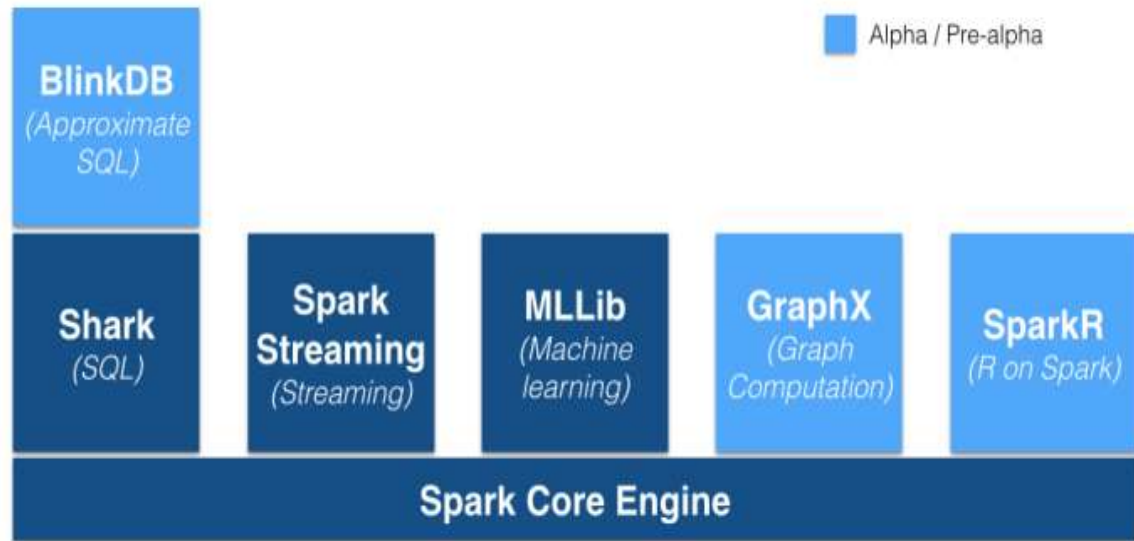 Alpha / Pre-alpha
BlinkDB
(Approximate
SQL)
Shark
(SQL)
Spark
Streaming
(Streaming)
MLLib
(Machine
learning)
GraphX
(Graph
Computation)
SparkR
(R on Spark)
Spark Core Engine